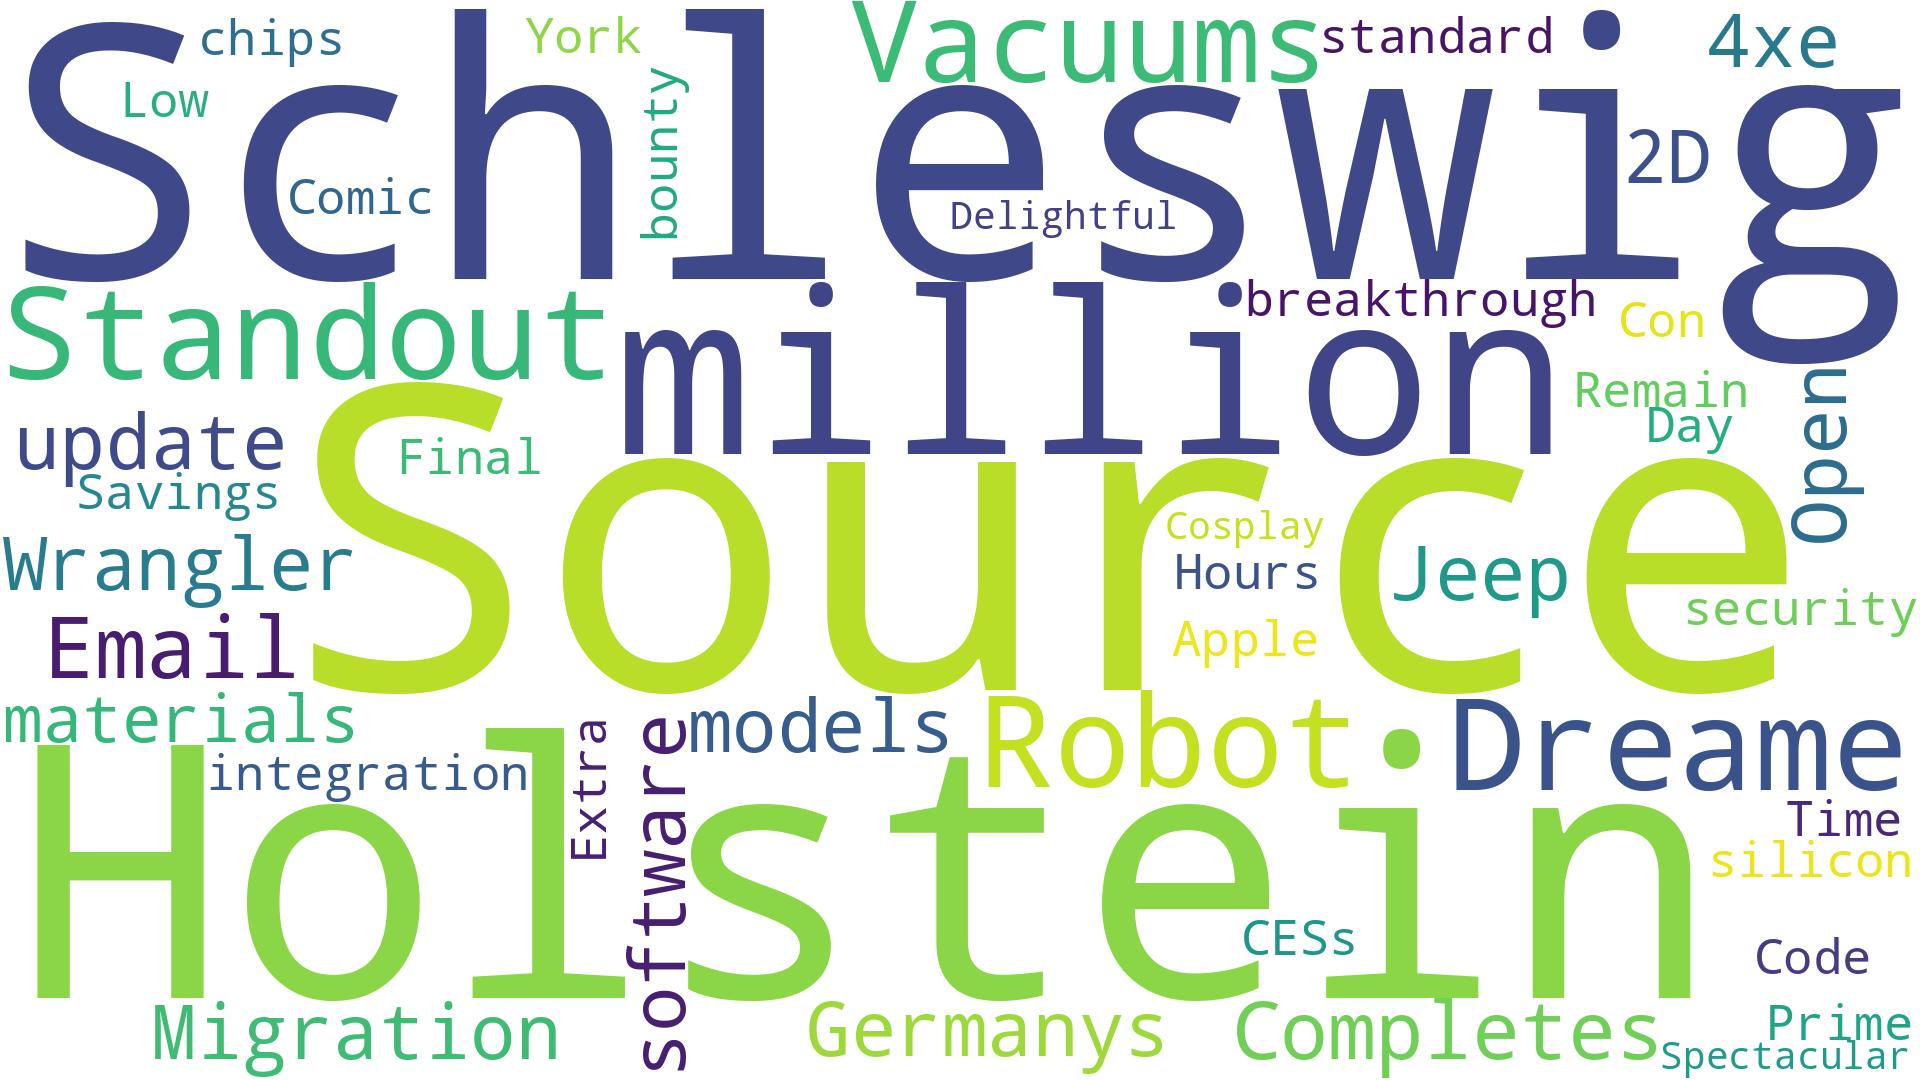 Schleswig
chips
York
Vacuums
standard
4xe
Low
bounty
2D
Comic
Delightful
Standout
million
breakthrough
Con
Remain
Day
Open
update
Final
Savings
Source
Cosplay
Wrangler
Hours
Jeep
security
Email
Apple
materials
models
Robot
Dreame
integration
Extra
software
Holstein
Time
silicon
CESs
Code
Migration
Germanys
Completes
Prime
Spectacular